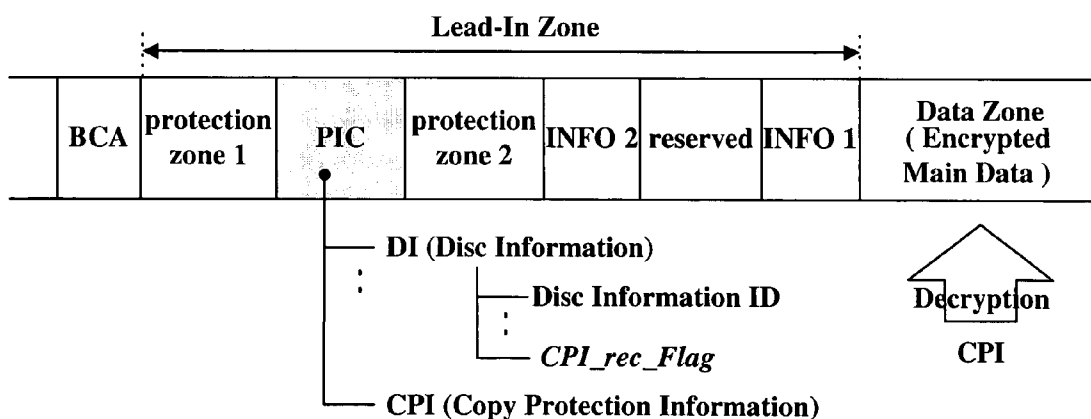 Lead-In Zone
BCA
protection zone 1
PIC
protection zone 2
INFO 2
reserved
INFO 1
Data Zone
( Encrypted
Main Data )
DI (Disc Information)
Disc Information ID
CPI_rec_Flag
CPI (Copy Protection Information)
Decryption
CPI